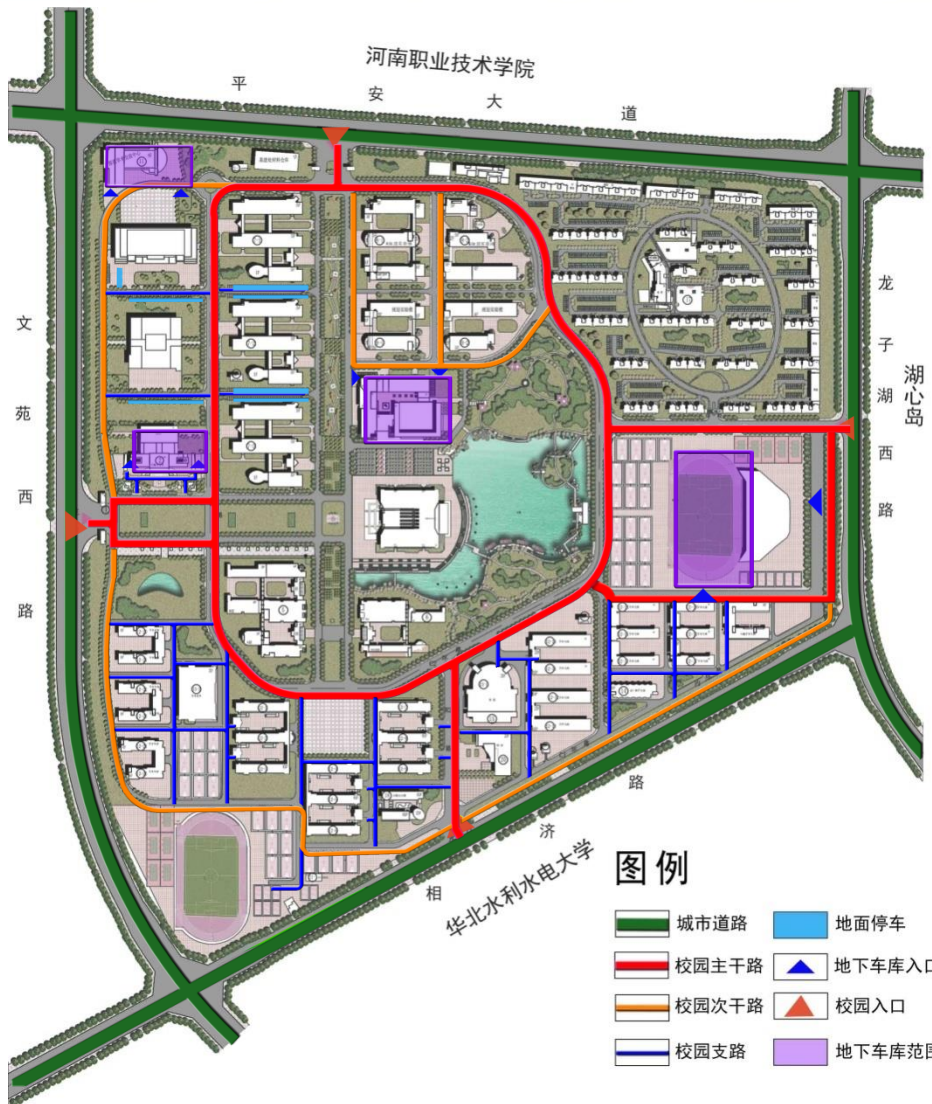 河南职业技术学院
平安大道
文苑西路
龙子湖西路
湖心岛
相济路
华北水利水电大学
图例
城市道路
地面停车
校园主干路
地下车库入口
校园次干路
校园入口
校园支路
地下车库范围